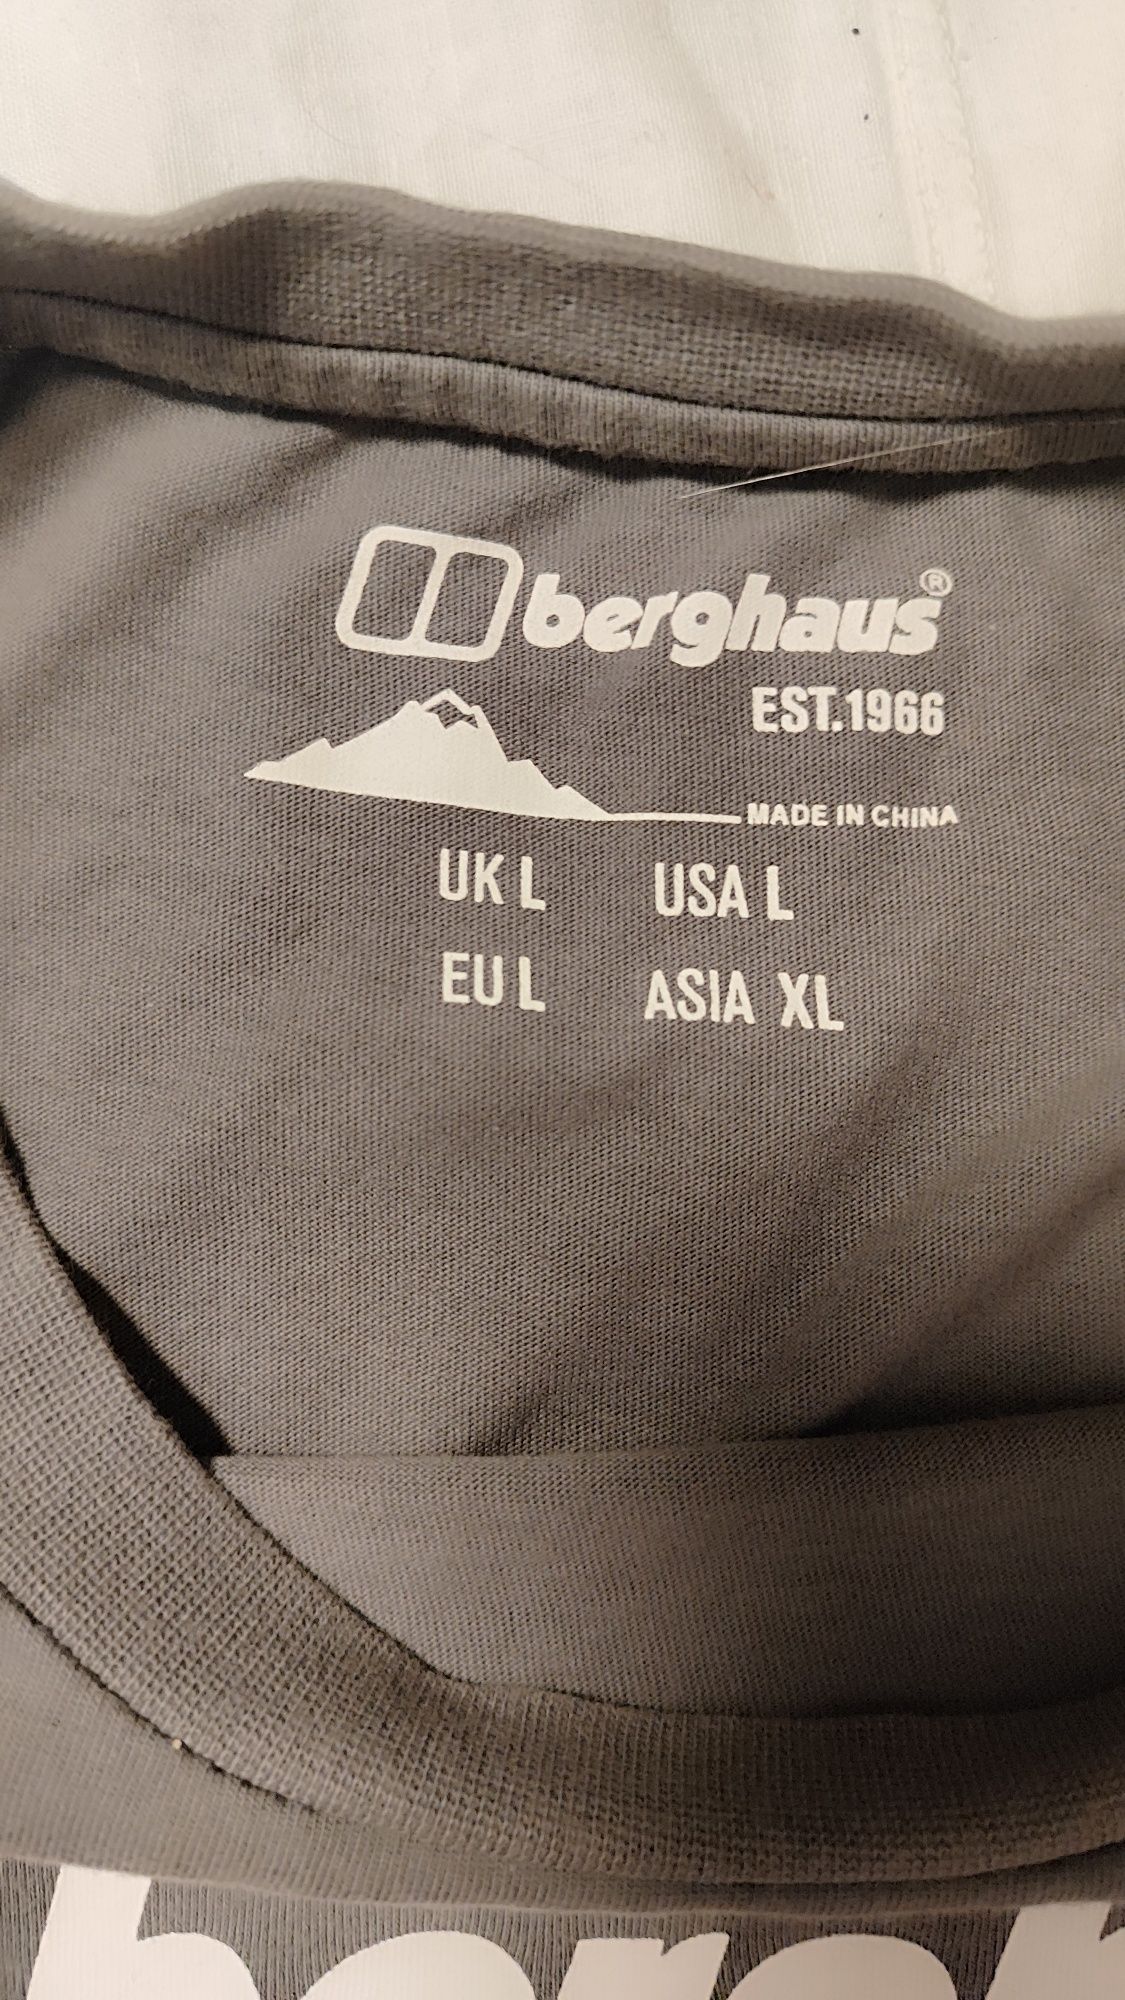 berghaus®
EST.1966
MADE IN CHINA
UK L USA L
EU L ASIA XL